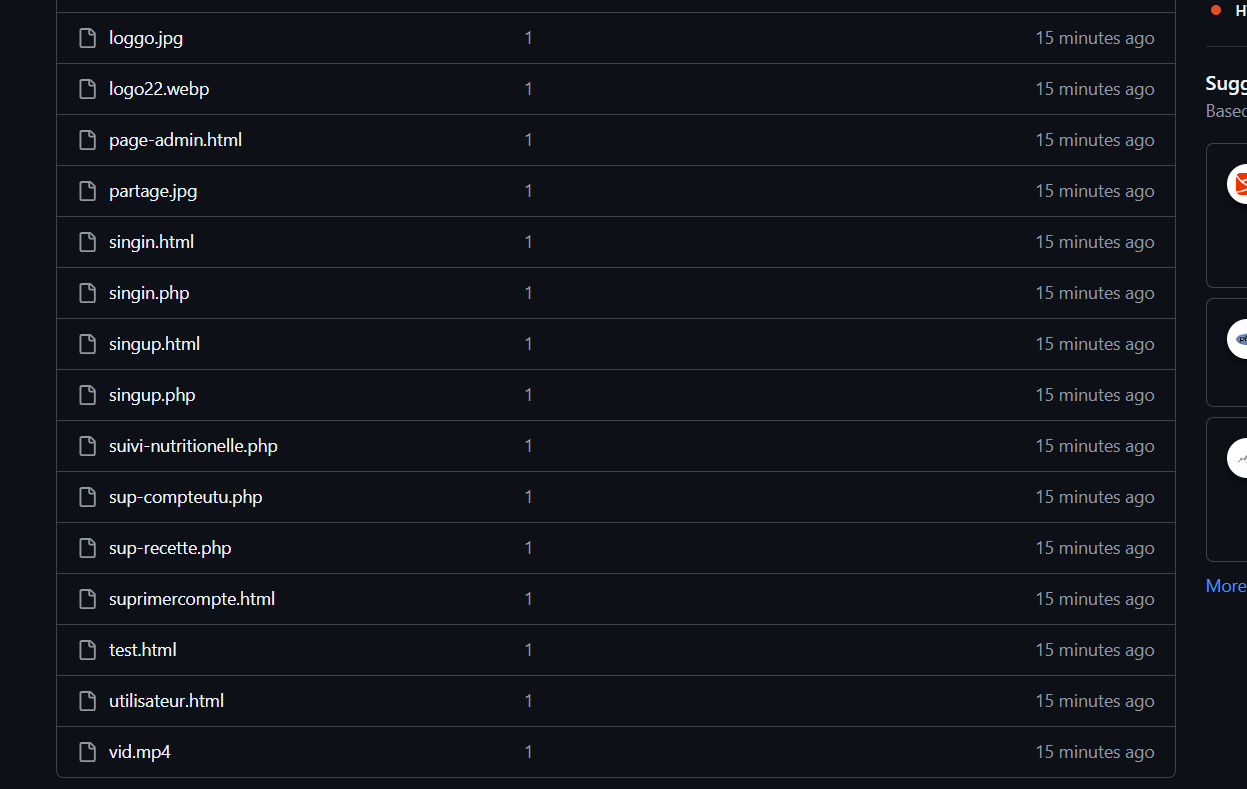 loggo.jpg 1 15 minutes ago
logo22.webp 1 15 minutes ago
page-admin.html 1 15 minutes ago
partage.jpg 1 15 minutes ago
singin.html 1 15 minutes ago
singin.php 1 15 minutes ago
singup.html 1 15 minutes ago
singup.php 1 15 minutes ago
suivi-nutritionelle.php 1 15 minutes ago
sup-compteutu.php 1 15 minutes ago
sup-recette.php 1 15 minutes ago
suprimercompte.html 1 15 minutes ago
test.html 1 15 minutes ago
utilisateur.html 1 15 minutes ago
vid.mp4 1 15 minutes ago
More